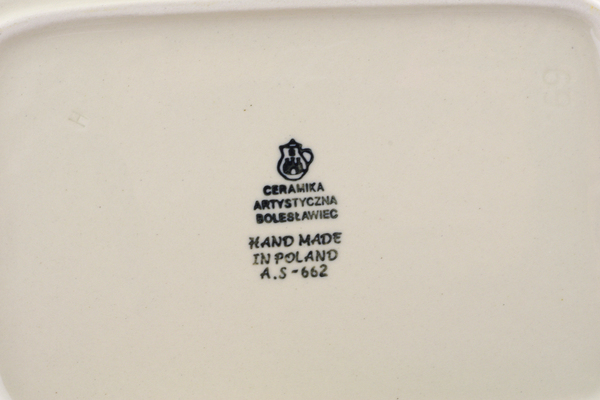 CERAMIKA
ARTYSTYCZNA
BOLESŁAWIEC
HAND MADE
IN POLAND
A.S-662